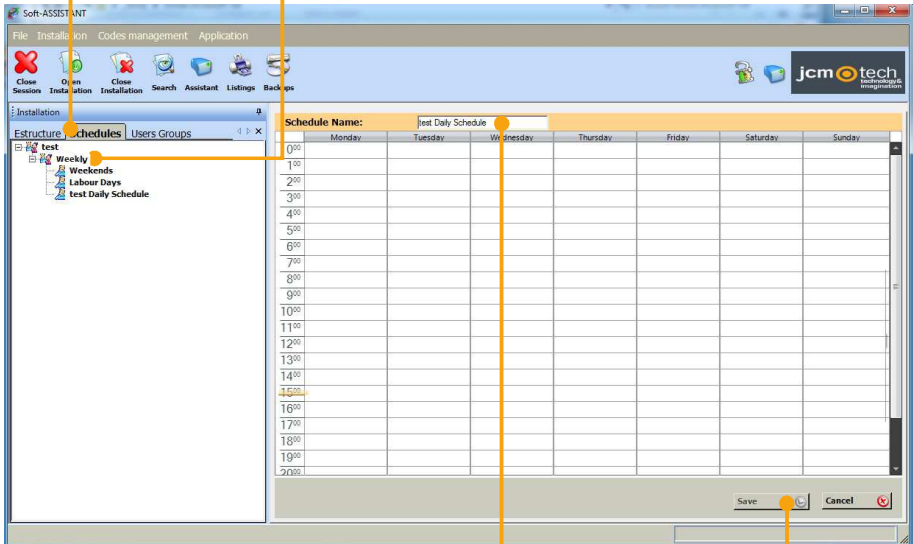 Soft-ASSISTANT
File Installation Codes management Application
Close Session
Open Installation
Close Installation
Search
Assistant
Listings
Backups
jcm tech
technology & imagination
Installation
Estructure Schedules Users Groups
test
Weekly
Weekends
Labour Days
test Daily Schedule
Schedule Name: test Daily Schedule
Monday Tuesday Wednesday Thursday Friday Saturday Sunday
0⁰⁰
1⁰⁰
2⁰⁰
3⁰⁰
4⁰⁰
5⁰⁰
6⁰⁰
7⁰⁰
8⁰⁰
9⁰⁰
10⁰⁰
11⁰⁰
12⁰⁰
13⁰⁰
14⁰⁰
15⁰⁰
16⁰⁰
17⁰⁰
18⁰⁰
19⁰⁰
20⁰⁰
Save Cancel